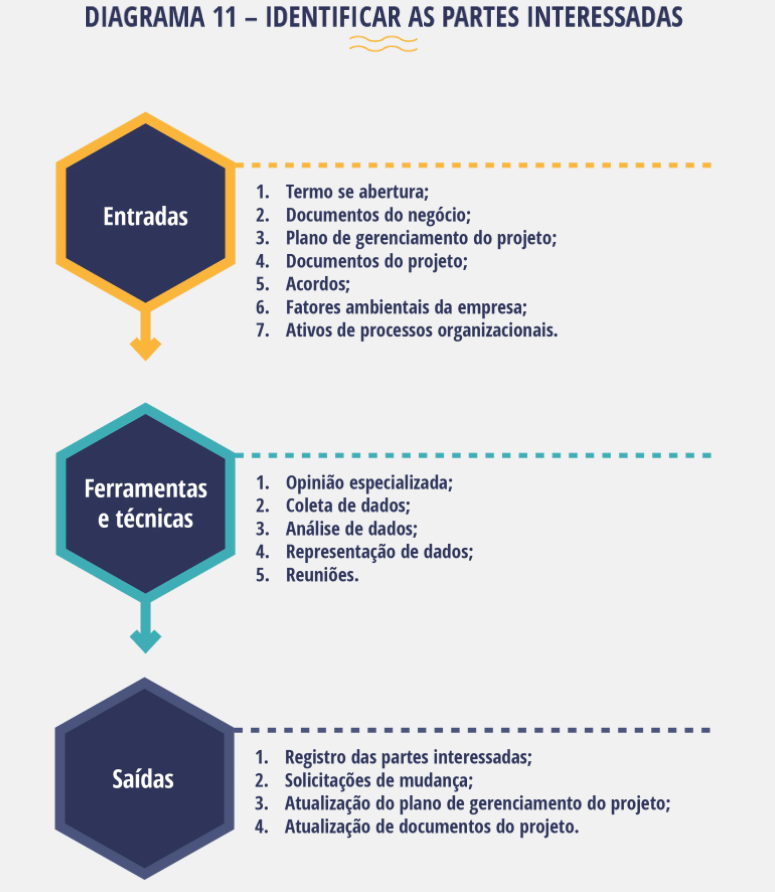 DIAGRAMA 11 – IDENTIFICAR AS PARTES INTERESSADAS
Entradas
1. Termo se abertura;
2. Documentos do negócio;
3. Plano de gerenciamento do projeto;
4. Documentos do projeto;
5. Acordos;
6. Fatores ambientais da empresa;
7. Ativos de processos organizacionais.
Ferramentas
e técnicas
1. Opinião especializada;
2. Coleta de dados;
3. Análise de dados;
4. Representação de dados;
5. Reuniões.
Saídas
1. Registro das partes interessadas;
2. Solicitações de mudança;
3. Atualização do plano de gerenciamento do projeto;
4. Atualização de documentos do projeto.